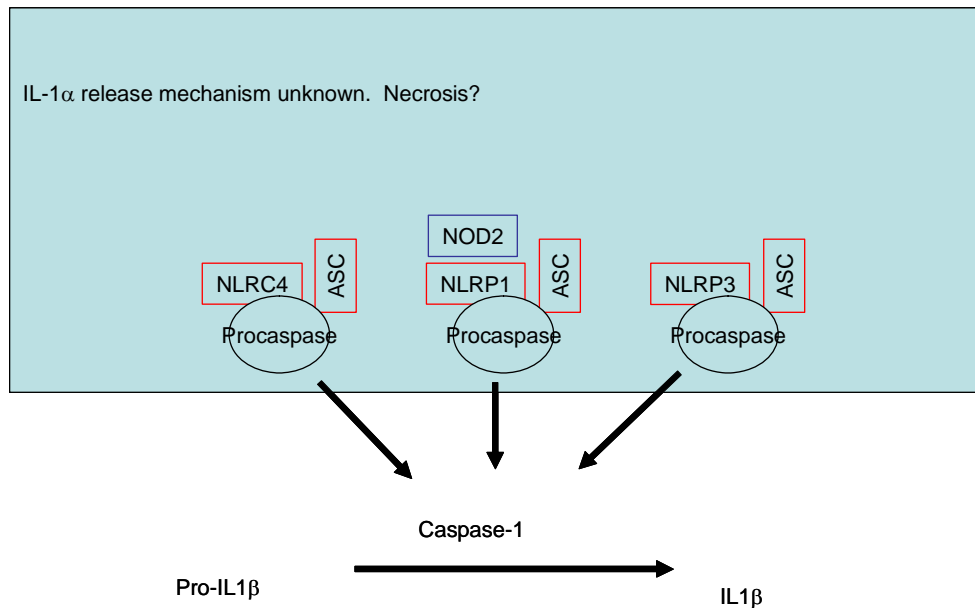 IL-1α release mechanism unknown. Necrosis?
NOD2
NLRC4
ASC
NLRP1
ASC
NLRP3
ASC
Procaspase
Procaspase
Procaspase
Caspase-1
Pro-IL1β
IL1β